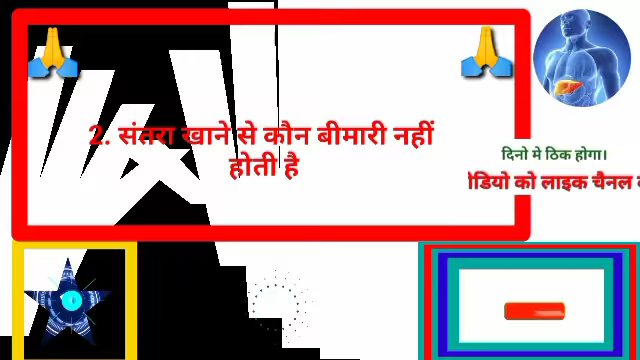 2. संतरा खाने से कौन बीमारी नहीं
होती है
दिनो मे ठिक होगा।
को लाइक चैनल